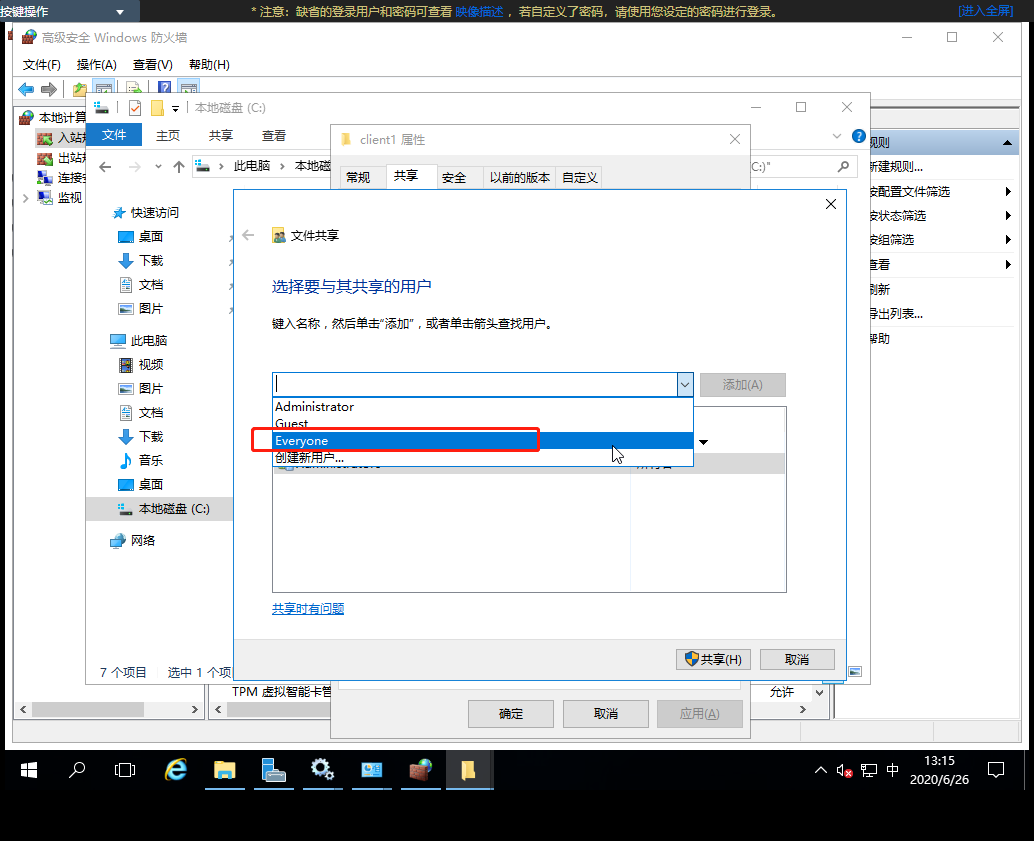 按键操作
* 注意：缺省的登录用户和密码可查看 映像描述 ，若自定义了密码，请使用您设定的密码进行登录。
[进入全屏]
高级安全 Windows 防火墙
文件(F) 操作(A) 查看(V) 帮助(H)
本地计算
入站规
出站规
连接安
监视
本地磁盘 (C:)
文件 主页 共享 查看
此电脑 本地磁
C:)"
快速访问
桌面
下载
文档
图片
此电脑
视频
图片
文档
下载
音乐
桌面
本地磁盘 (C:)
网络
7 个项目 选中 1 个项
client1 属性
常规 共享 安全 以前的版本 自定义
文件共享
选择要与其共享的用户
键入名称，然后单击"添加"，或者单击箭头查找用户。
添加(A)
Administrator
Guest
Everyone
创建新用户...
共享时有问题
共享(H) 取消
规则
新建规则...
按配置文件筛选
按状态筛选
按组筛选
查看
刷新
导出列表...
帮助
TPM 虚拟智能卡管
允许
确定 取消 应用(A)
中
13:15
2020/6/26